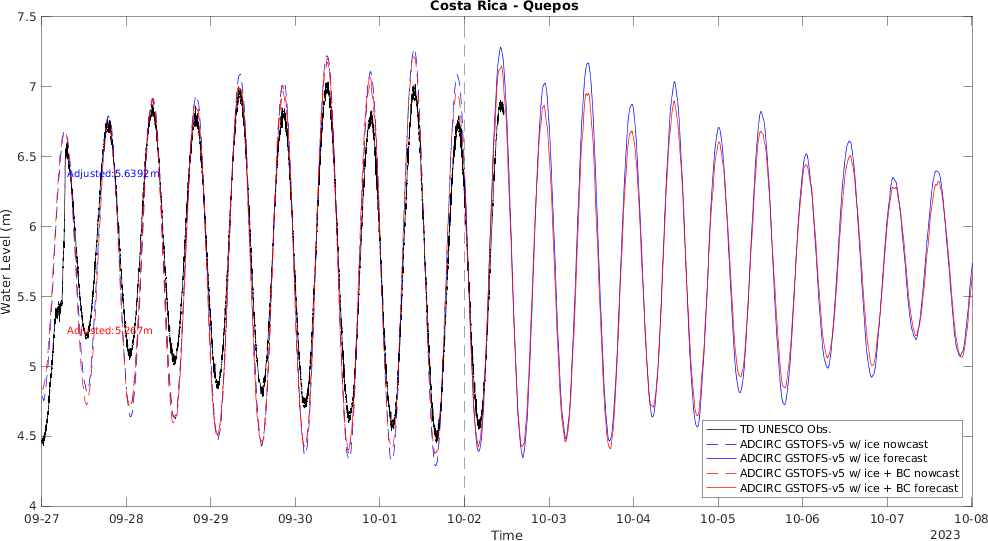 Costa Rica - Quepos
7.5
7
6.5
6
5.5
5
4.5
4
Water Level (m)
Adjusted:5.6392m
Adjusted:5.267m
TD UNESCO Obs.
ADCIRC GSTOFS-v5 w/ ice nowcast
ADCIRC GSTOFS-v5 w/ ice forecast
ADCIRC GSTOFS-v5 w/ ice + BC nowcast
ADCIRC GSTOFS-v5 w/ ice + BC forecast
09-27 09-28 09-29 09-30 10-01 10-02 10-03 10-04 10-05 10-06 10-07 10-08
Time
2023